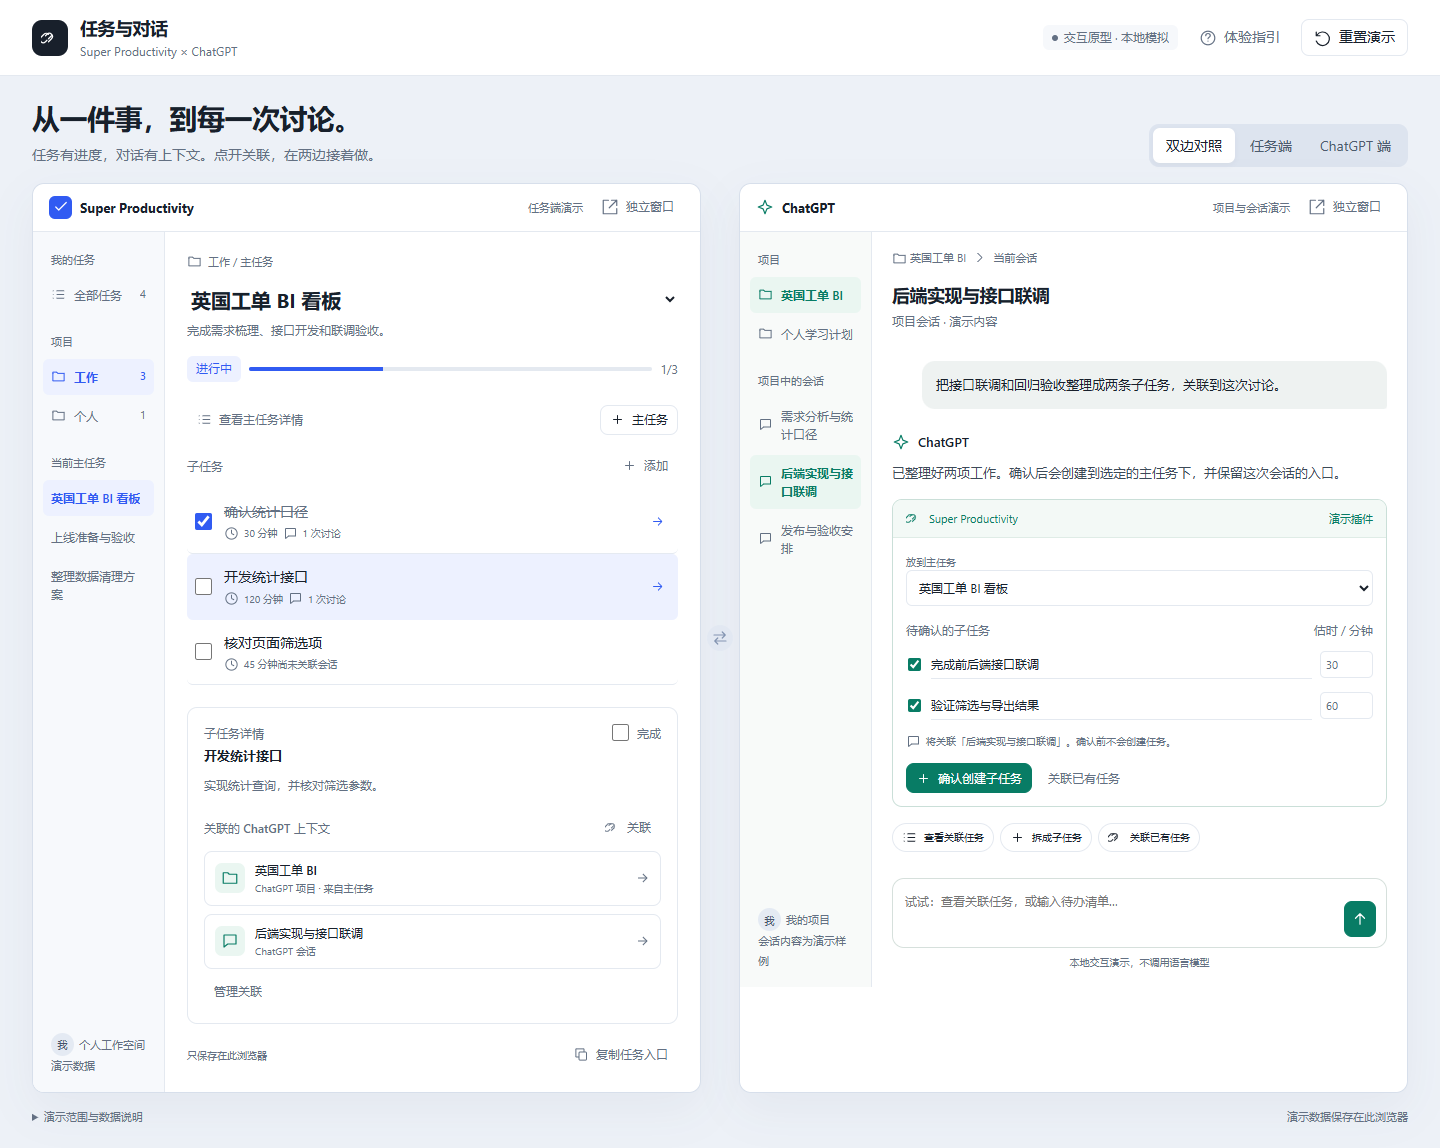 任务与对话
Super Productivity × ChatGPT
交互原型 · 本地模拟
体验指引
重置演示
从一件事，到每一次讨论。
任务有进度，对话有上下文。点开关联，在两边接着做。
双边对照
任务端
ChatGPT 端
Super Productivity
任务端演示
独立窗口
我的任务
全部任务 4
项目
工作 3
个人 1
当前主任务
英国工单 BI 看板
上线准备与验收
整理数据清理方
案
我 个人工作空间
演示数据
工作 / 主任务
英国工单 BI 看板
完成需求梳理、接口开发和联调验收。
进行中
1/3
查看主任务详情
主任务
子任务
添加
确认统计口径
30 分钟 1 次讨论
开发统计接口
120 分钟 1 次讨论
核对页面筛选项
45 分钟尚未关联会话
子任务详情
完成
开发统计接口
实现统计查询，并核对筛选参数。
关联的 ChatGPT 上下文
关联
英国工单 BI
ChatGPT 项目 · 来自主任务
后端实现与接口联调
ChatGPT 会话
管理关联
只保存在此浏览器
复制任务入口
ChatGPT
项目与会话演示
独立窗口
项目
英国工单 BI
个人学习计划
项目中的会话
需求分析与统
计口径
后端实现与接
口联调
发布与验收安
排
我 我的项目
会话内容为演示样
例
英国工单 BI
当前会话
后端实现与接口联调
项目会话 · 演示内容
把接口联调和回归验收整理成两条子任务，关联到这次讨论。
ChatGPT
已整理好两项工作。确认后会创建到选定的主任务下，并保留这次会话的入口。
Super Productivity
演示插件
放到主任务
英国工单 BI 看板
待确认的子任务
估时 / 分钟
完成前后端接口联调
30
验证筛选与导出结果
60
将关联「后端实现与接口联调」。确认前不会创建任务。
确认创建子任务
关联已有任务
查看关联任务
拆成子任务
关联已有任务
试试：查看关联任务，或输入待办清单...
本地交互演示，不调用语言模型
演示范围与数据说明
演示数据保存在此浏览器